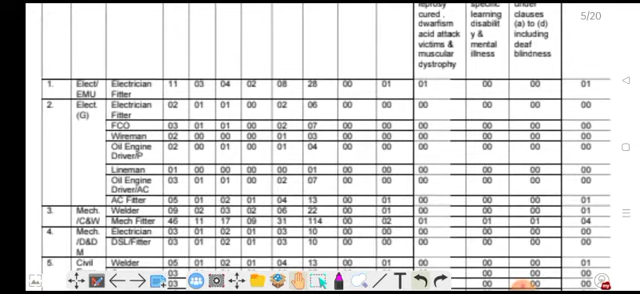 leprosy
cured ,
dwarfism
acid attack
victims &
muscular
dystrophy
specific
learning
disabilit
y &
mental
illness
under
clauses
(a) to (d)
including
deaf
blindness
5/20
1. Elect/ EMU Electrician Fitter 11 03 04 02 08 28 00 01 01 00 00 01
2. Elect. (G) Electrician Fitter 02 01 01 00 02 06 00 00 00 00 00 00
FCO 03 01 01 00 02 07 00 00 00 00 00 00
Wireman 02 00 00 00 01 03 00 00 00 00 00 00
Oil Engine Driver/P 02 00 01 00 01 04 00 00 00 00 00 00
Lineman 01 00 00 00 00 01 00 00 00 00 00 00
Oil Engine Driver/AC 03 01 01 00 02 07 00 00 00 00 00 00
AC Fitter 05 01 02 01 04 13 00 01 00 00 00 01
3. Mech. /C&W Welder 09 02 03 02 06 22 00 01 00 00 00 01
Mech Fitter 46 11 17 09 31 114 00 02 01 01 00 04
4. Mech. /D&D M Electrician 03 01 02 01 03 10 00 00 00 00 00 00
DSL/Fitter 03 01 02 01 03 10 00 00 00 00 00 00
5. Civil Welder 05 01 02 01 04 13 00 01 00 00 00 01
03 00 00 00
03 00 00
T